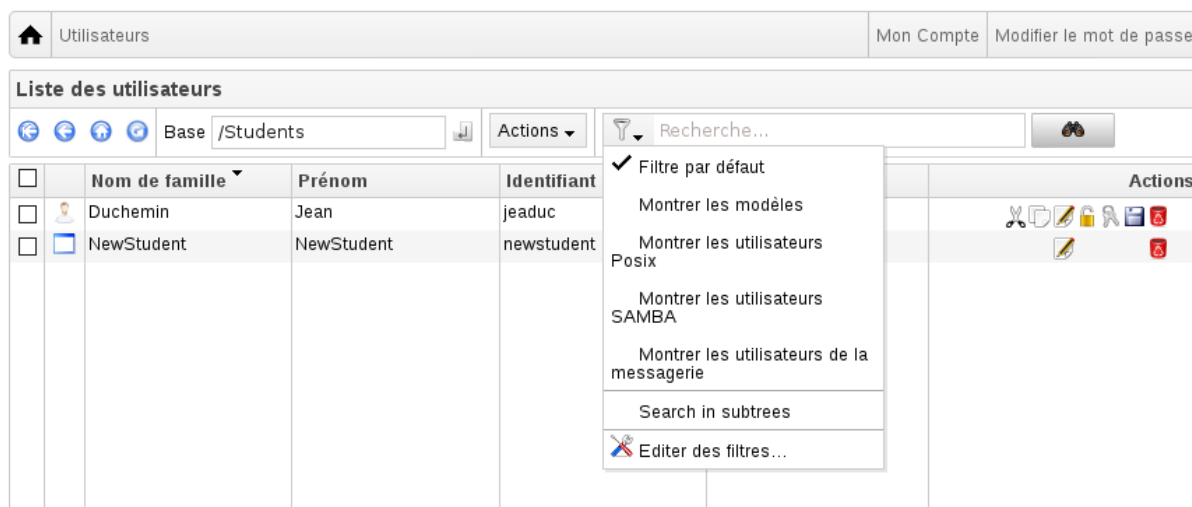 Utilisateurs Mon Compte Modifier le mot de passe
Liste des utilisateurs
Base /Students Actions Recherche...
Nom de famille Prénom Identifiant Actions
Duchemin Jean jeaduc
NewStudent NewStudent newstudent
Filtre par défaut
Montrer les modèles
Montrer les utilisateurs
Posix
Montrer les utilisateurs
SAMBA
Montrer les utilisateurs de la
messagerie
Search in subtrees
Editer des filtres...